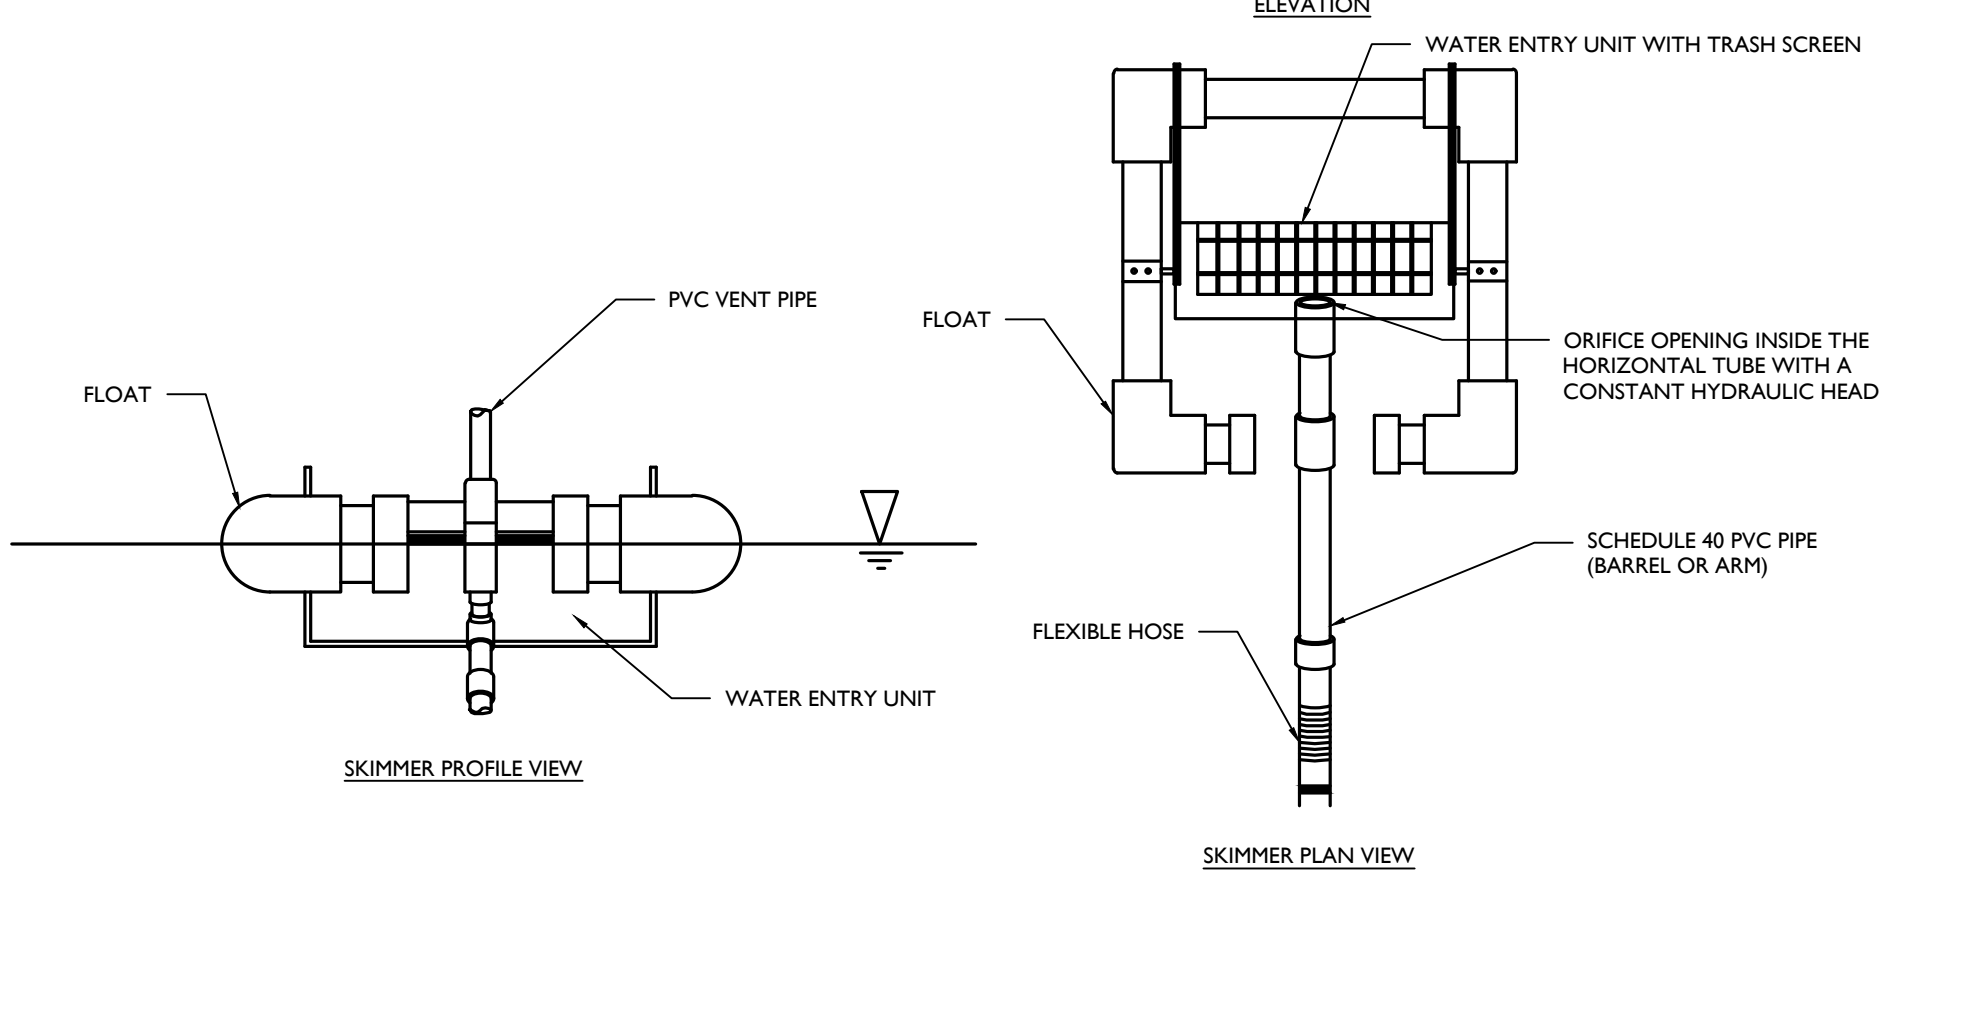 ELEVATION
WATER ENTRY UNIT WITH TRASH SCREEN
PVC VENT PIPE
FLOAT
FLOAT
ORIFICE OPENING INSIDE THE
HORIZONTAL TUBE WITH A
CONSTANT HYDRAULIC HEAD
SCHEDULE 40 PVC PIPE
(BARREL OR ARM)
FLEXIBLE HOSE
WATER ENTRY UNIT
SKIMMER PROFILE VIEW
SKIMMER PLAN VIEW